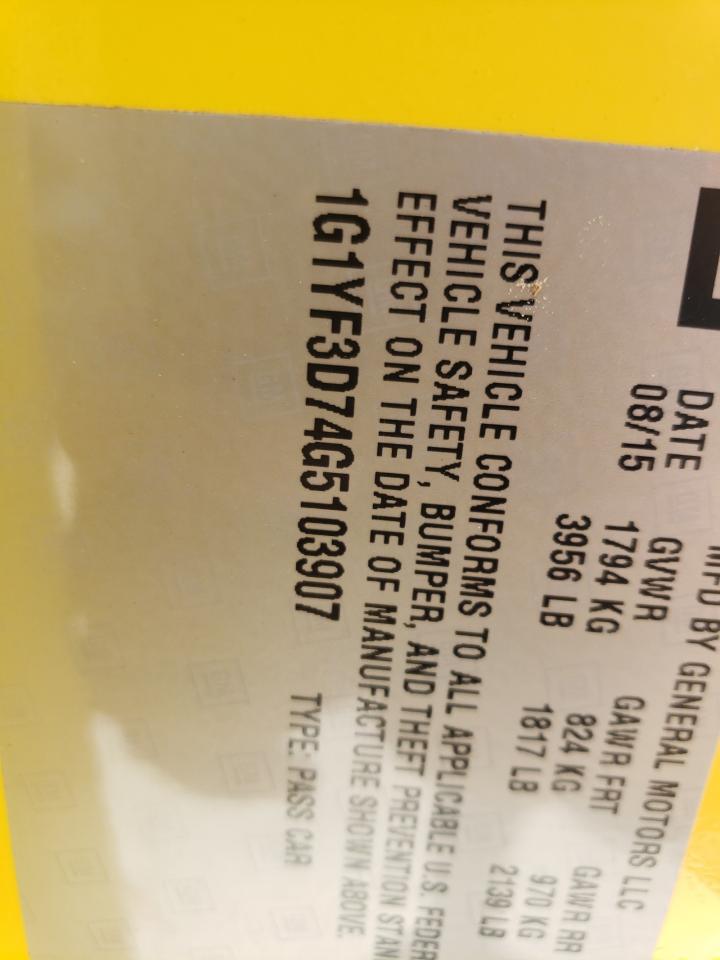 MFD BY GENERAL MOTORS LLC
DATE GVWR GAWR FRT GAWR RR
08/15 1794 KG 824 KG 970 KG
3956 LB 1817 LB 2139 LB
THIS VEHICLE CONFORMS TO ALL APPLICABLE U.S. FEDER
VEHICLE SAFETY, BUMPER, AND THEFT PREVENTION STAN
EFFECT ON THE DATE OF MANUFACTURE SHOWN ABOVE.
1G1YF3D74G5103907 TYPE: PASS CAR